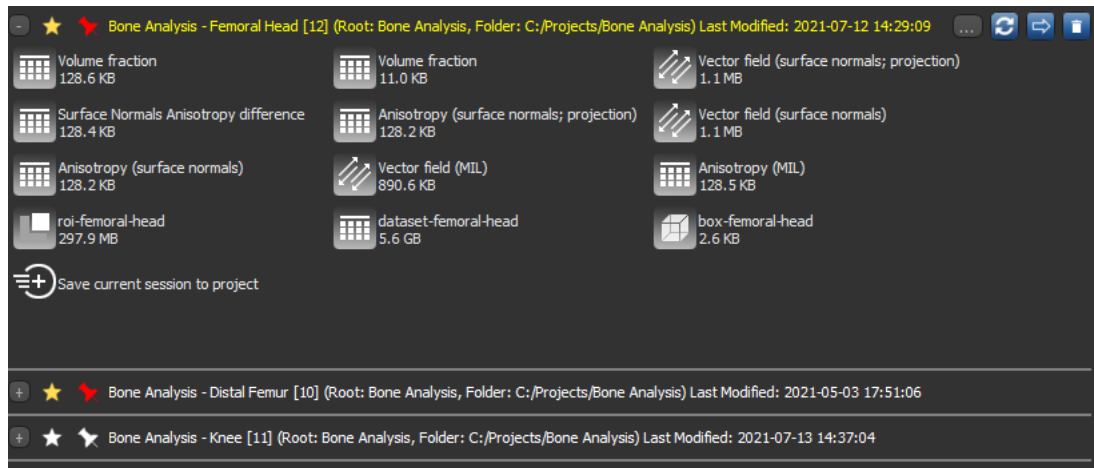 Bone Analysis - Femoral Head [12] (Root: Bone Analysis, Folder: C:/Projects/Bone Analysis) Last Modified: 2021-07-12 14:29:09 ...
Volume fraction
128.6 KB
Volume fraction
11.0 KB
Vector field (surface normals; projection)
1.1 MB
Surface Normals Anisotropy difference
128.4 KB
Anisotropy (surface normals; projection)
128.2 KB
Vector field (surface normals)
1.1 MB
Anisotropy (surface normals)
128.2 KB
Vector field (MIL)
890.6 KB
Anisotropy (MIL)
128.5 KB
roi-femoral-head
297.9 MB
dataset-femoral-head
5.6 GB
box-femoral-head
2.6 KB
Save current session to project
Bone Analysis - Distal Femur [10] (Root: Bone Analysis, Folder: C:/Projects/Bone Analysis) Last Modified: 2021-05-03 17:51:06
Bone Analysis - Knee [11] (Root: Bone Analysis, Folder: C:/Projects/Bone Analysis) Last Modified: 2021-07-13 14:37:04